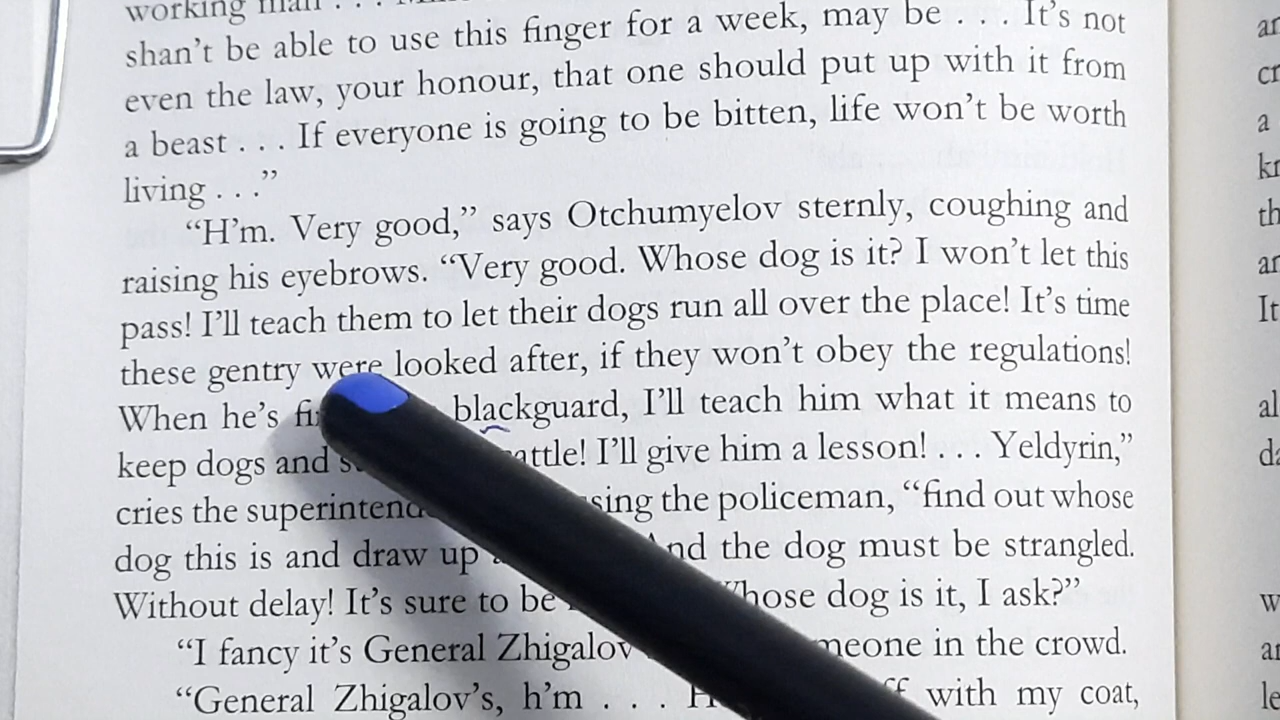 working man . . .
shan't be able to use this finger for a week, may be . . . It's not
even the law, your honour, that one should put up with it from
a beast . . . If everyone is going to be bitten, life won't be worth
living . . ."
"H'm. Very good," says Otchumyelov sternly, coughing and
raising his eyebrows. "Very good. Whose dog is it? I won't let this
pass! I'll teach them to let their dogs run all over the place! It's time
these gentry were looked after, if they won't obey the regulations!
When he's blackguard, I'll teach him what it means to
keep dogs and I'll give him a lesson! . . . Yeldyrin,"
cries the the policeman, "find out whose
dog this is and draw up And the dog must be strangled.
Without delay! It's sure to be Whose dog is it, I ask?"
"I fancy it's General Zhigalov in the crowd.
"General Zhigalov's, h'm . . . with my coat,